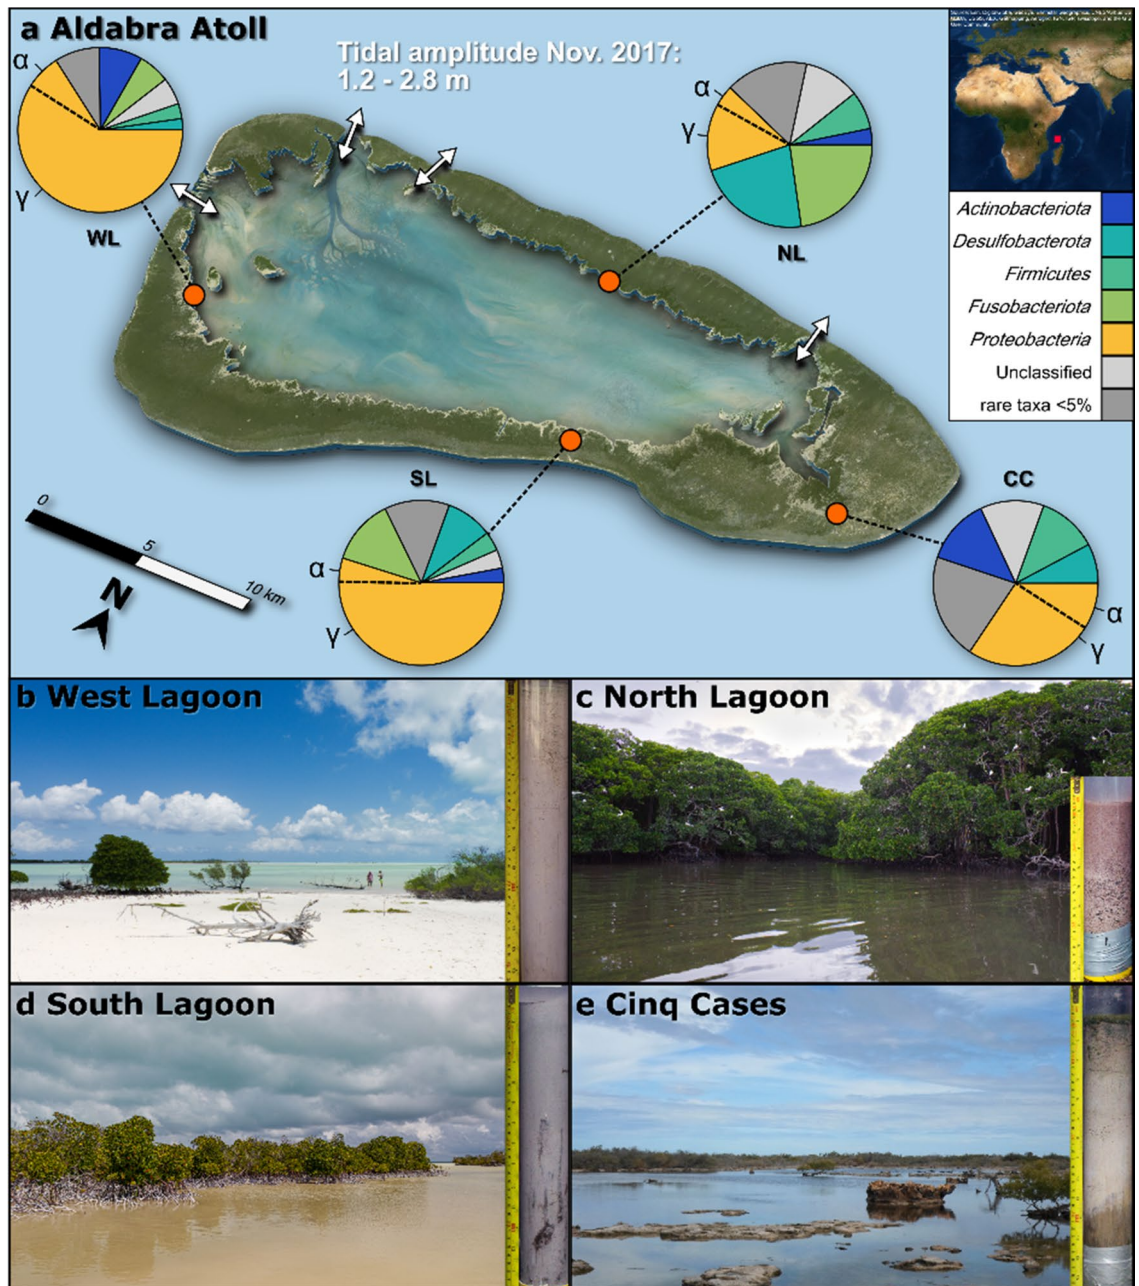 a Aldabra Atoll
Tidal amplitude Nov. 2017:
1.2 - 2.8 m
α
γ
WL
α
γ
NL
Actinobacteriota
Desulfobacterota
Firmicutes
Fusobacteriota
Proteobacteria
Unclassified
rare taxa <5%
SL
α
γ
CC
α
γ
0
5
10 km
N
b West Lagoon
c North Lagoon
d South Lagoon
e Cinq Cases